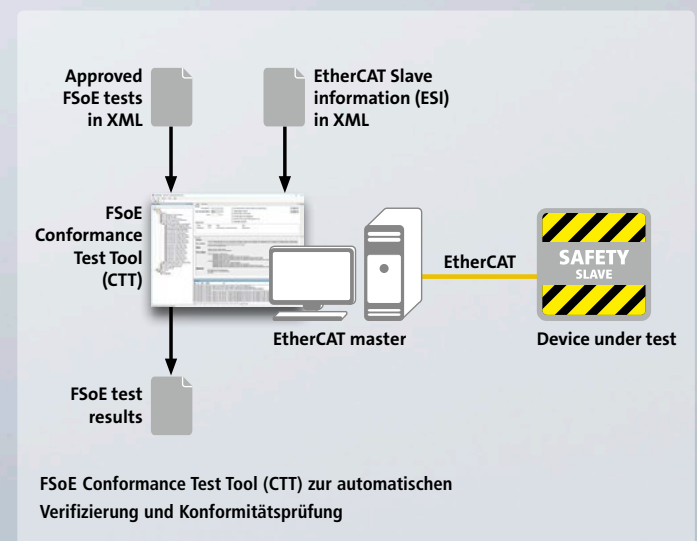 Approved
FSoE tests
in XML
EtherCAT Slave
information (ESI)
in XML
FSoE
Conformance
Test Tool
(CTT)
EtherCAT
SAFETY
SLAVE
EtherCAT master
Device under test
FSoE test
results
FSoE Conformance Test Tool (CTT) zur automatischen
Verifizierung und Konformitätsprüfung